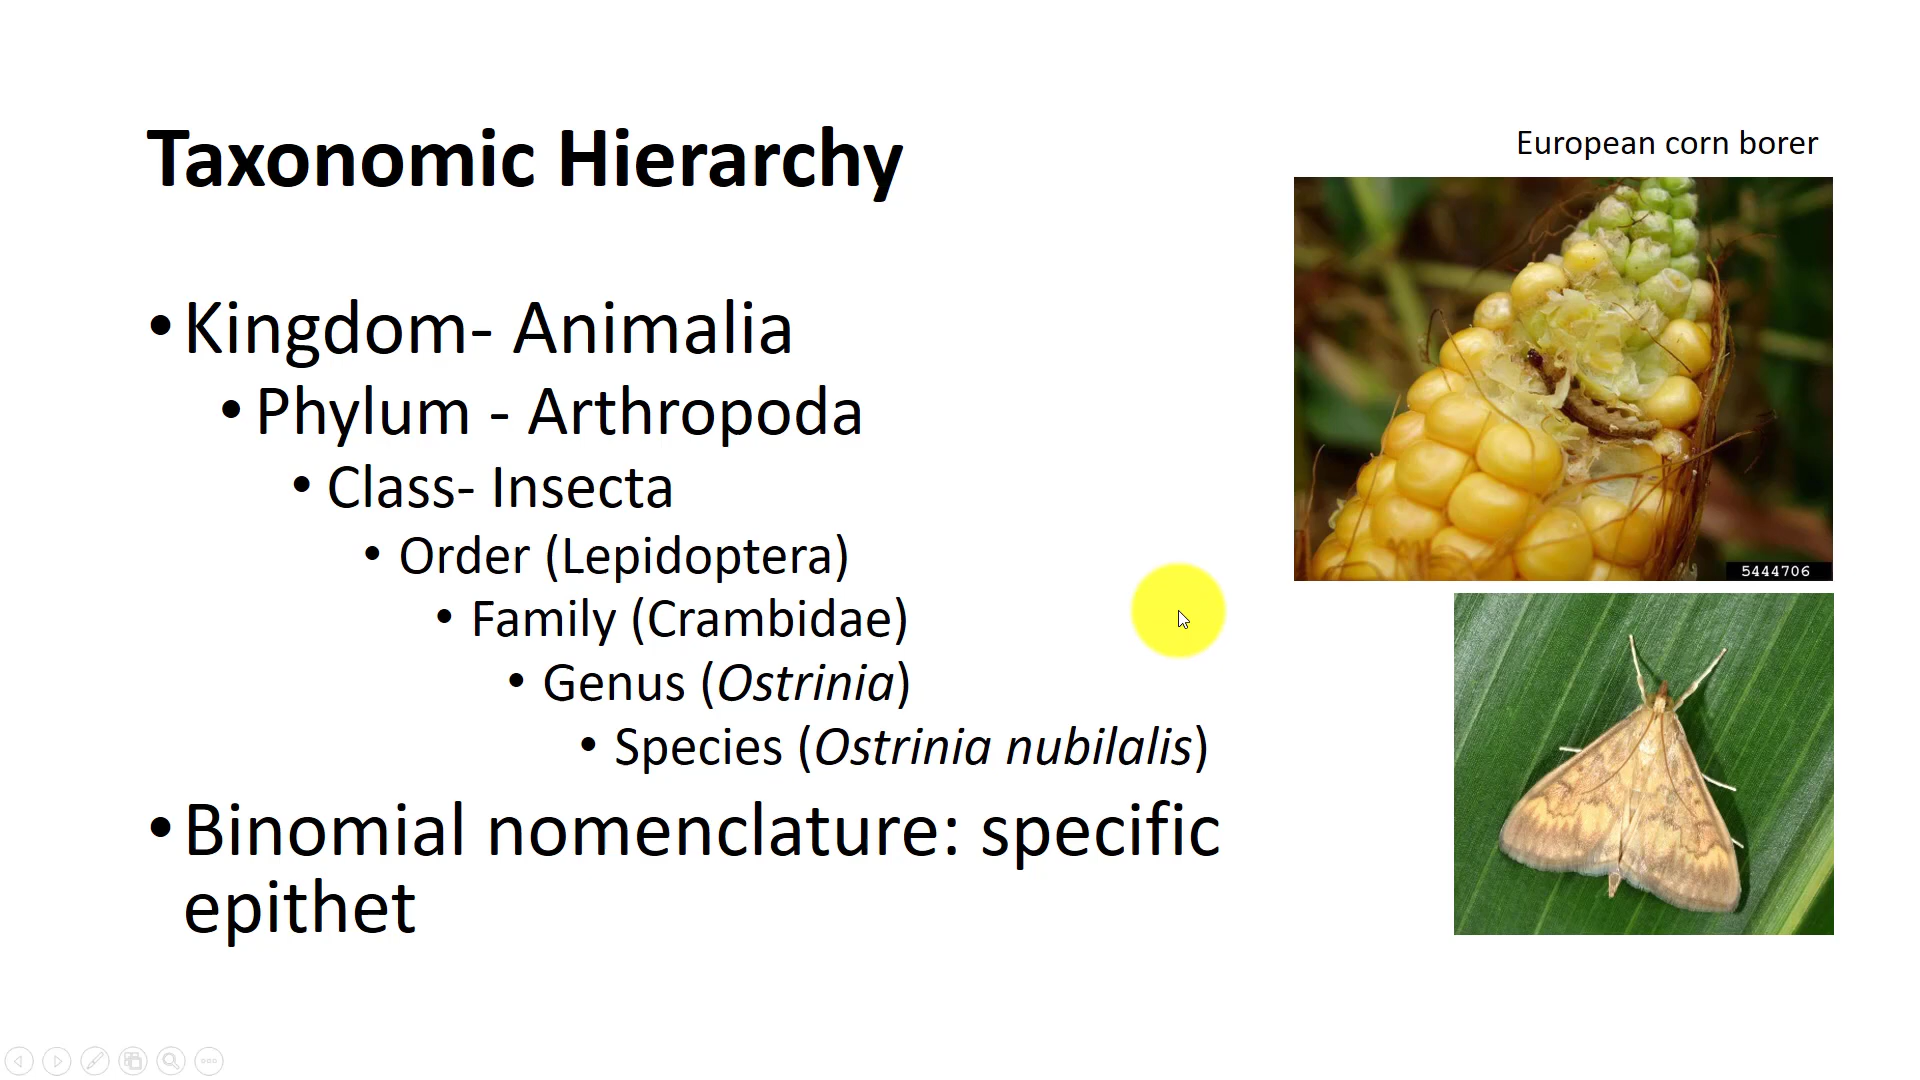 Taxonomic Hierarchy
European corn borer
•Kingdom- Animalia
•Phylum - Arthropoda
•Class- Insecta
•Order (Lepidoptera)
•Family (Crambidae)
•Genus (Ostrinia)
•Species (Ostrinia nubilalis)
•Binomial nomenclature: specific
epithet
5444706